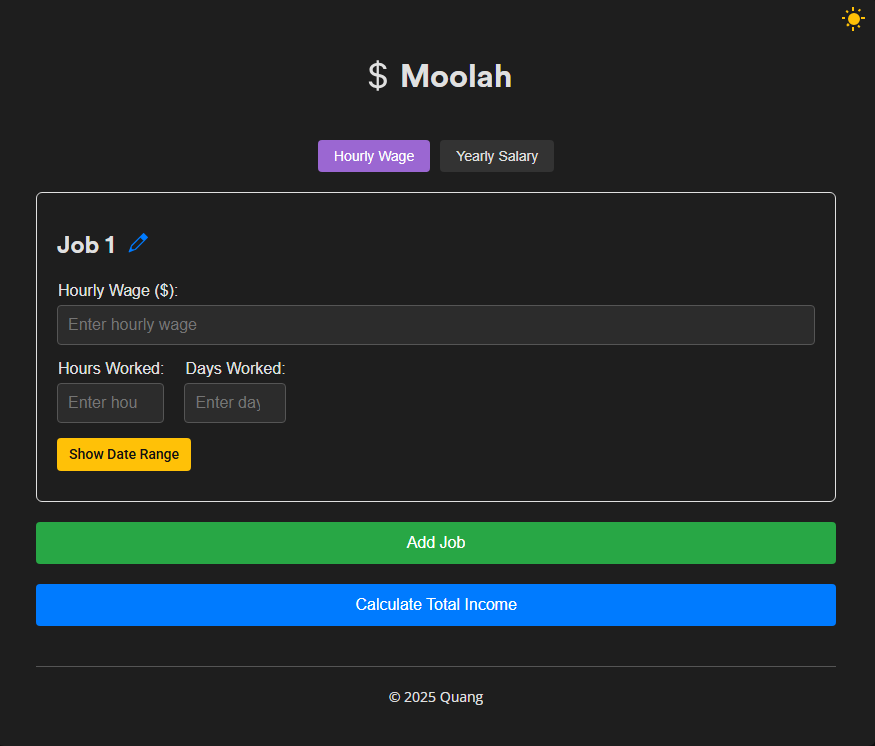 $ Moolah
Hourly Wage Yearly Salary
Job 1
Hourly Wage ($):
Enter hourly wage
Hours Worked: Days Worked:
Enter hou Enter day
Show Date Range
Add Job
Calculate Total Income
© 2025 Quang